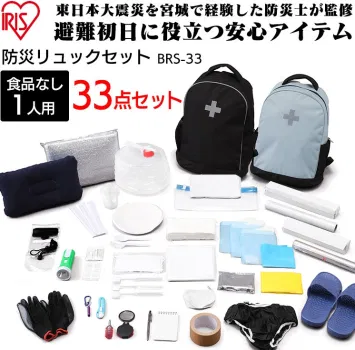 IRIS
東日本大震災を宮城で経験した防災士が監修
避難初日に役立つ安心アイテム
防災リュックセット BRS-33
食品なし
1人用
33点セット